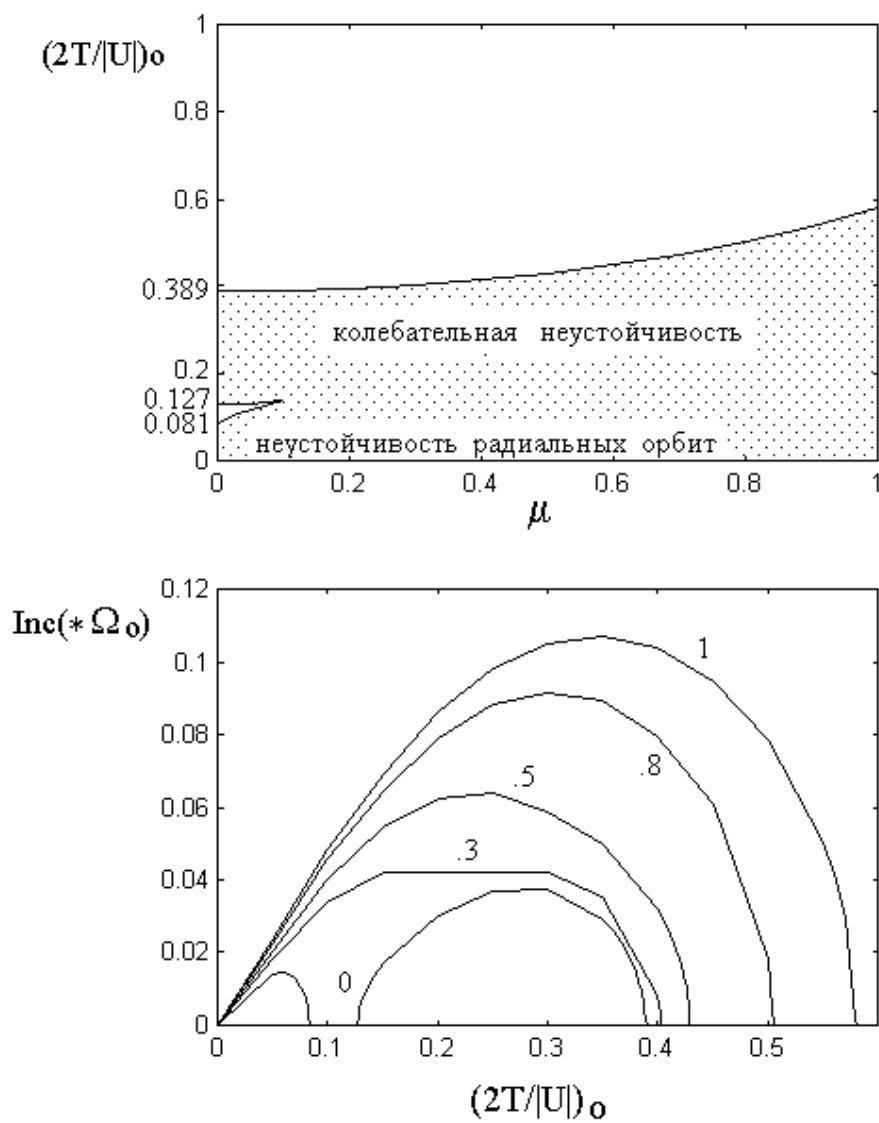 1
(2T/|U|)o
0.8
0.6
0.389
колебательная неустойчивость
0.2
0.127
0.081
неустойчивость радиальных орбит
0
0 0.2 0.4 0.6 0.8 1
μ
0.12
Inc(* Ωo)
0.1
1
0.08
.8
.5
0.06
.3
0.04
0.02
0
0
0 0.1 0.2 0.3 0.4 0.5
(2T/|U|)o